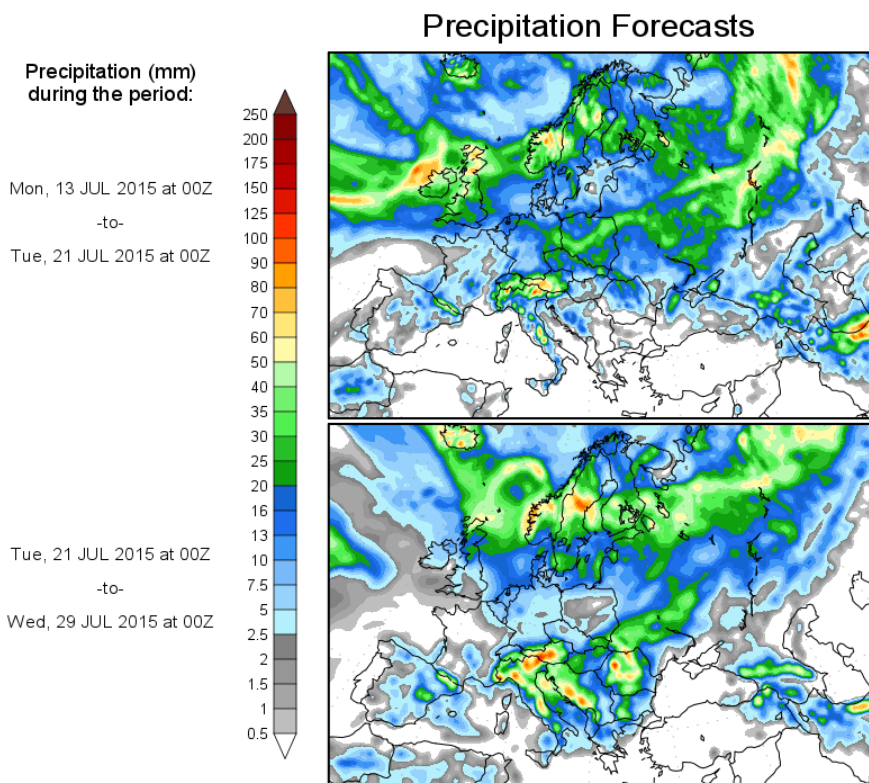 Precipitation Forecasts
Precipitation (mm)
during the period:
Mon, 13 JUL 2015 at 00Z
-to-
Tue, 21 JUL 2015 at 00Z
Tue, 21 JUL 2015 at 00Z
-to-
Wed, 29 JUL 2015 at 00Z
250
200
175
150
125
100
90
80
70
60
50
40
35
30
25
20
16
13
10
7.5
5
2.5
2
1.5
1
0.5